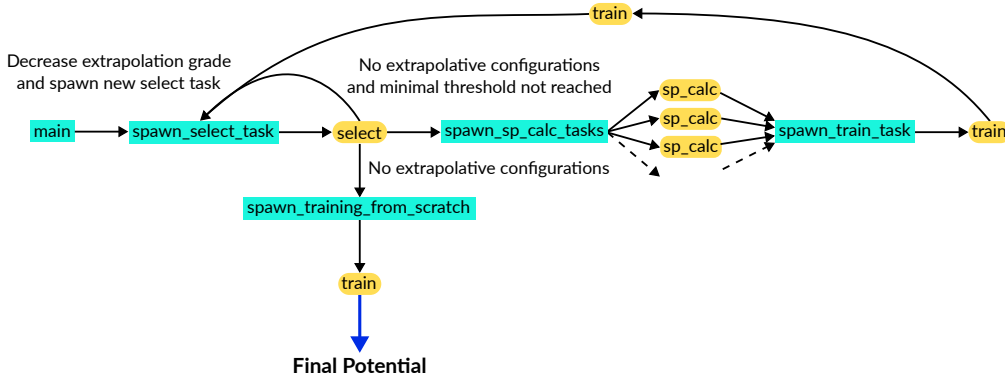 train
Decrease extrapolation grade
and spawn new select task
No extrapolative configurations
and minimal threshold not reached
main
spawn_select_task
select
spawn_sp_calc_tasks
sp_calc
sp_calc
sp_calc
spawn_train_task
train
No extrapolative configurations
spawn_training_from_scratch
train
Final Potential